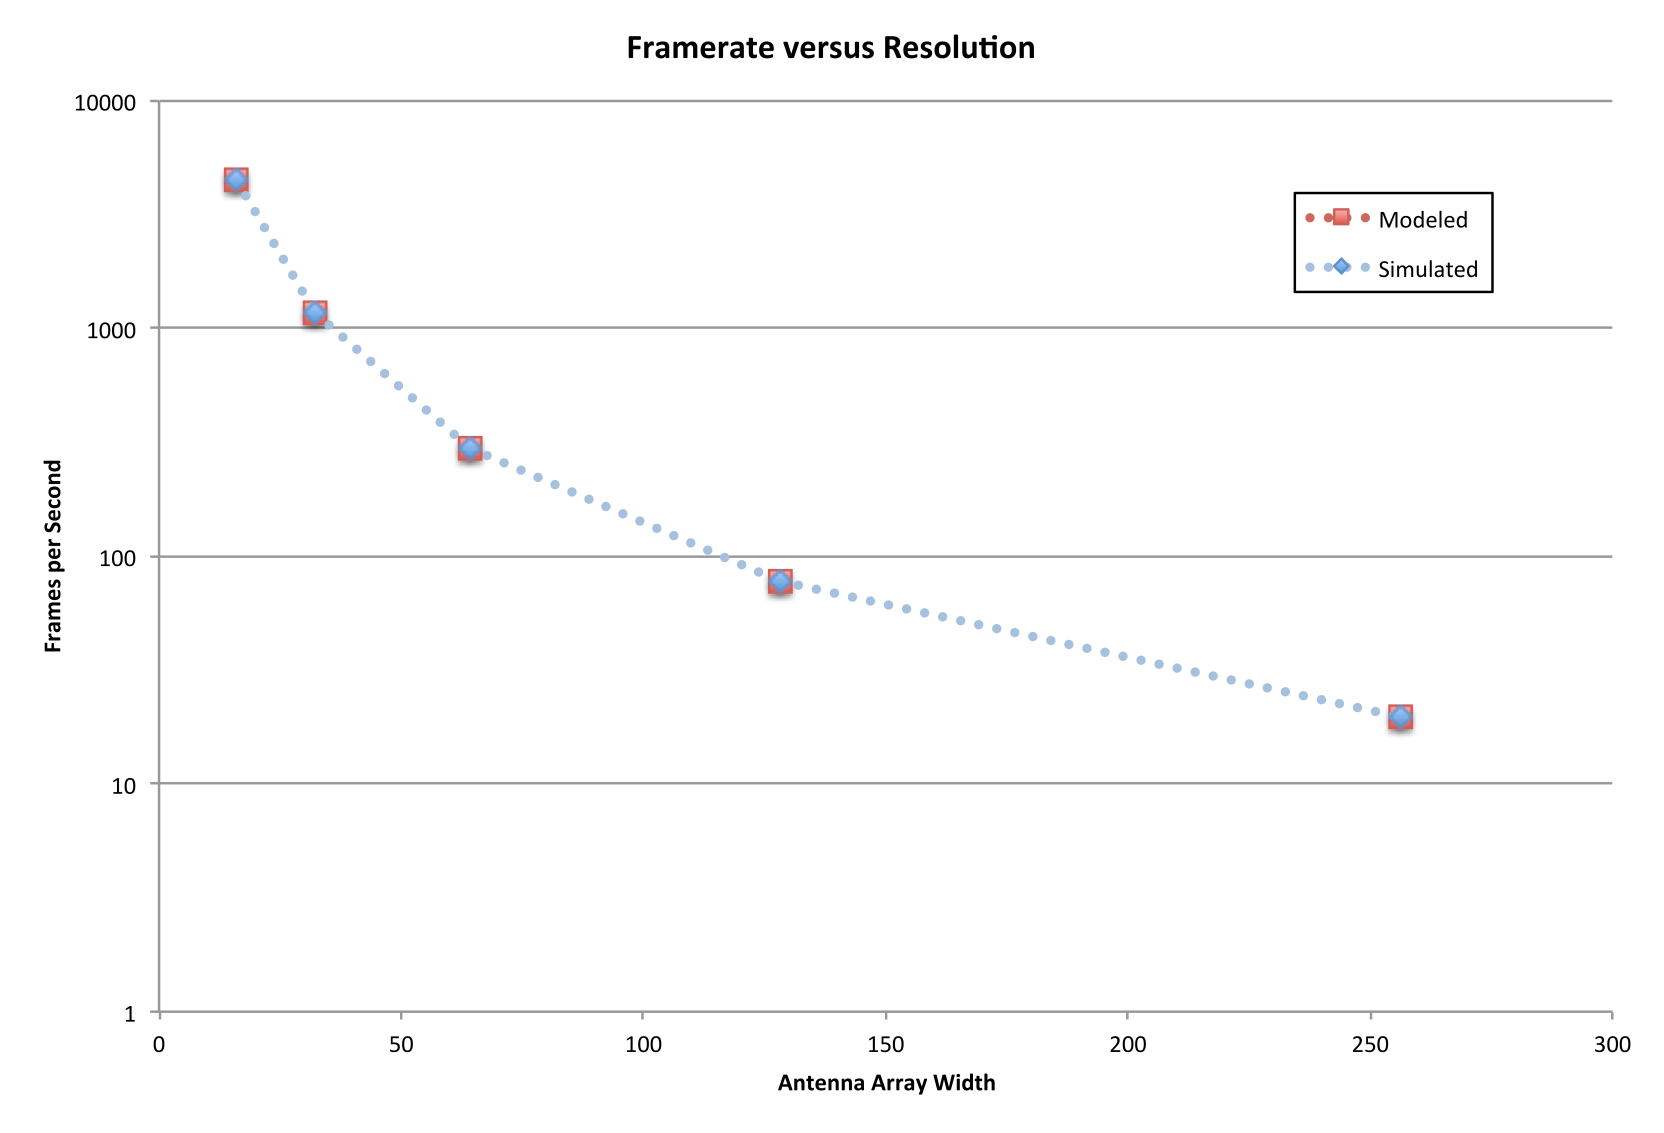 Framerate versus Resolution
10000
1000
100
10
1
Frames per Second
Modeled
Simulated
0 50 100 150 200 250 300
Antenna Array Width